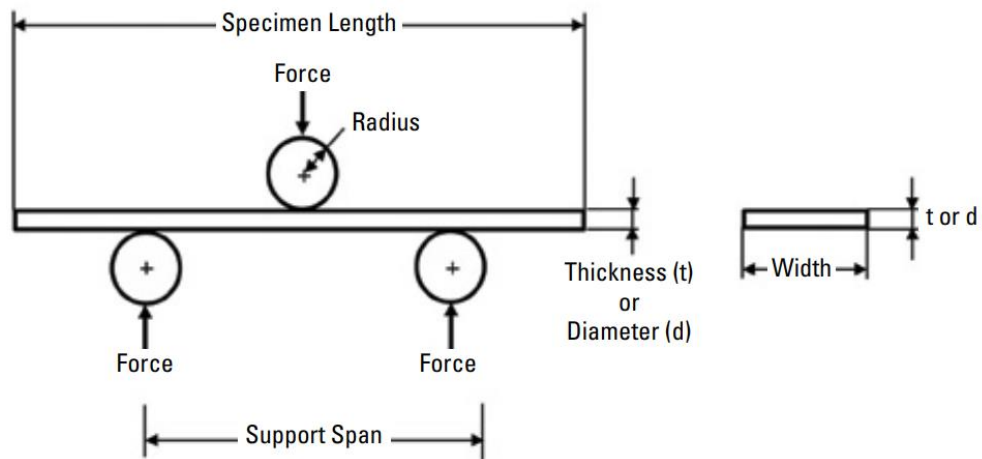 Specimen Length
Force
Radius
t or d
Width
Thickness (t)
or
Diameter (d)
Force
Force
Support Span